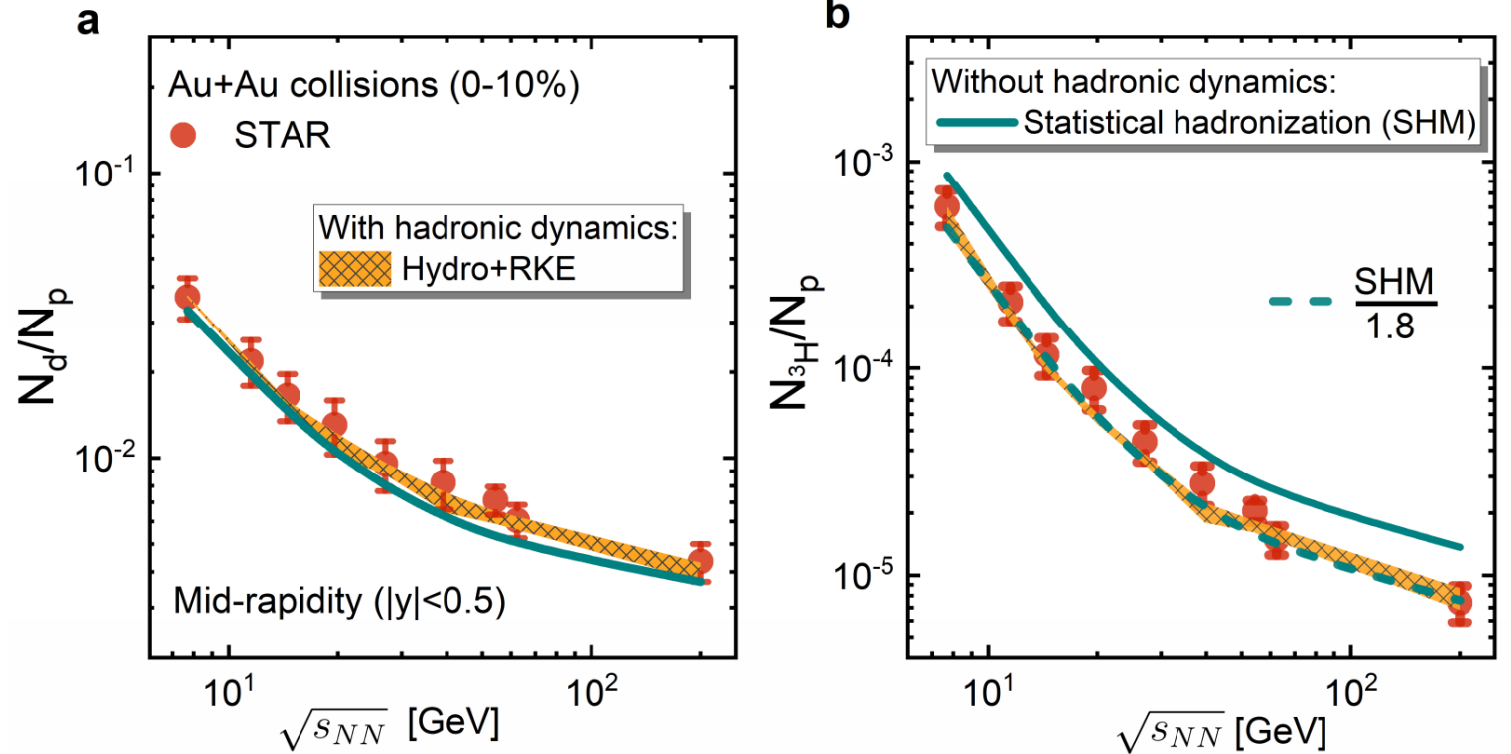 a
Au+Au collisions (0-10%)
STAR
With hadronic dynamics:
Hydro+RKE
Mid-rapidity (|y|<0.5)
N_d/N_p
10^-1
10^-2
10^1
10^2
√s_NN [GeV]
b
Without hadronic dynamics:
Statistical hadronization (SHM)
SHM
1.8
N_³H/N_p
10^-3
10^-4
10^-5
10^1
10^2
√s_NN [GeV]